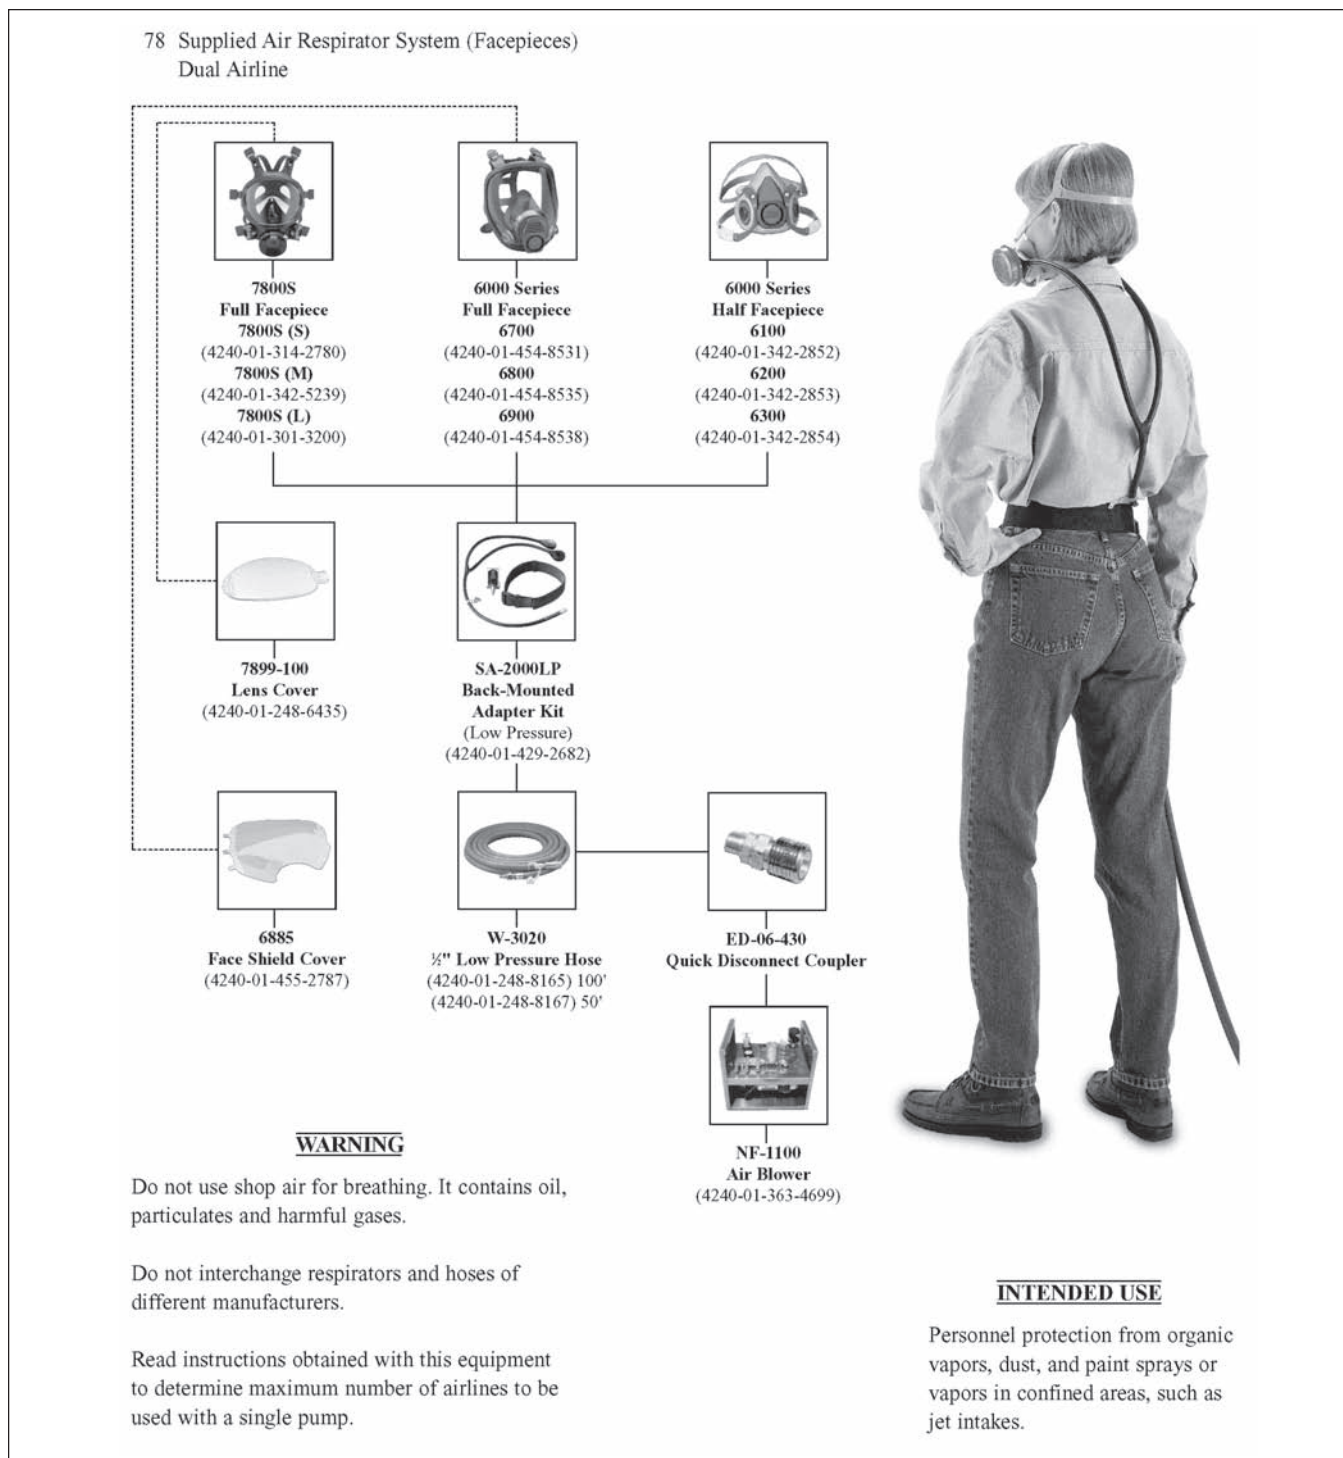 78 Supplied Air Respirator System (Facepieces)
Dual Airline
7800S
Full Facepiece
7800S (S)
(4240-01-314-2780)
7800S (M)
(4240-01-342-5239)
7800S (L)
(4240-01-301-3200)
6000 Series
Full Facepiece
6700
(4240-01-454-8531)
6800
(4240-01-454-8535)
6900
(4240-01-454-8538)
6000 Series
Half Facepiece
6100
(4240-01-342-2852)
6200
(4240-01-342-2853)
6300
(4240-01-342-2854)
7899-100
Lens Cover
(4240-01-248-6435)
SA-2000LP
Back-Mounted
Adapter Kit
(Low Pressure)
(4240-01-429-2682)
6885
Face Shield Cover
(4240-01-455-2787)
W-3020
½" Low Pressure Hose
(4240-01-248-8165) 100'
(4240-01-248-8167) 50'
ED-06-430
Quick Disconnect Coupler
NF-1100
Air Blower
(4240-01-363-4699)
WARNING
Do not use shop air for breathing. It contains oil,
particulates and harmful gases.
Do not interchange respirators and hoses of
different manufacturers.
Read instructions obtained with this equipment
to determine maximum number of airlines to be
used with a single pump.
INTENDED USE
Personnel protection from organic
vapors, dust, and paint sprays or
vapors in confined areas, such as
jet intakes.